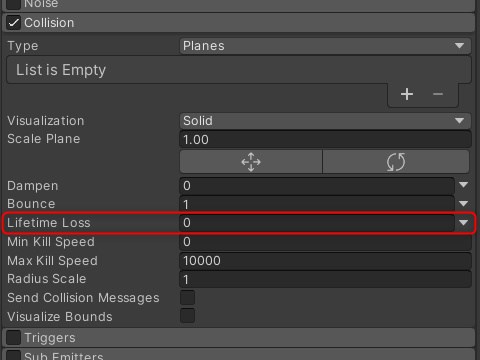 Noise
Collision
Type Planes
List is Empty
Visualization Solid
Scale Plane 1.00
Dampen 0
Bounce 1
Lifetime Loss 0
Min Kill Speed 0
Max Kill Speed 10000
Radius Scale 1
Send Collision Messages
Visualize Bounds
Triggers
Sub Emitters